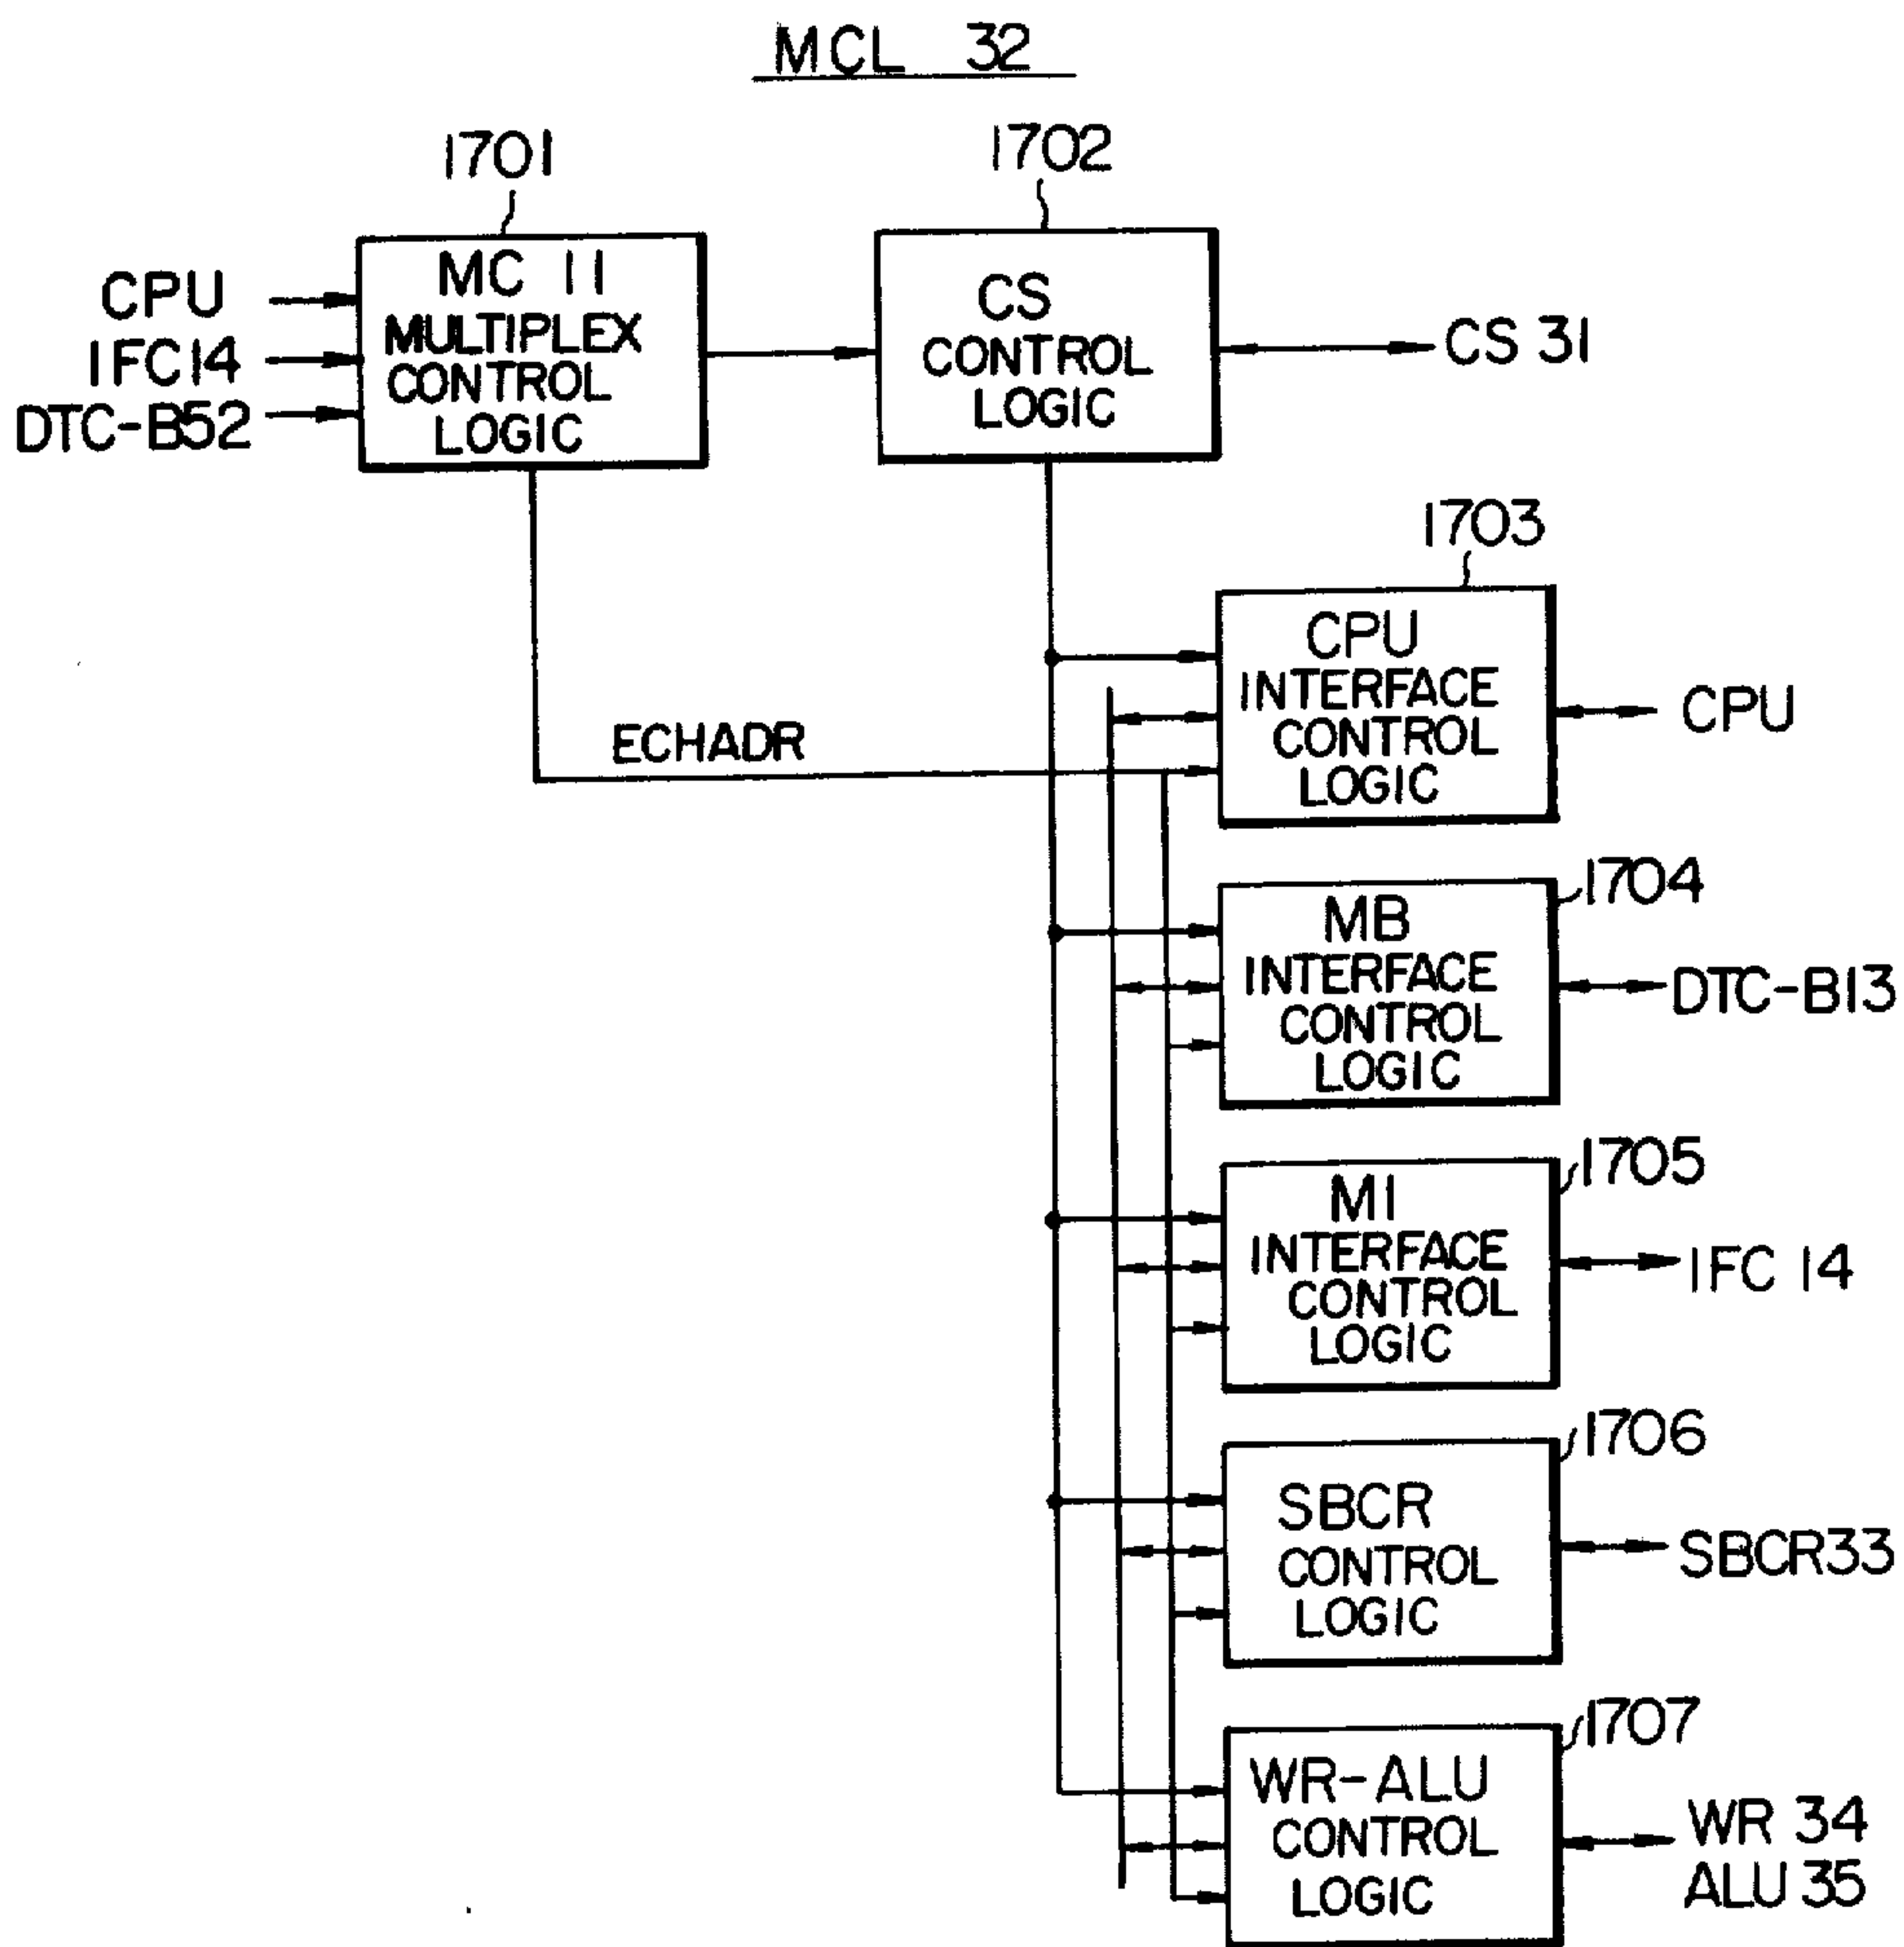 MCL 32
1701
1702
CPU
IFC14
DTC-B52
MC 11
MULTIPLEX
CONTROL
LOGIC
CS
CONTROL
LOGIC
CS 31
ECHADR
1703
CPU
INTERFACE
CONTROL
LOGIC
CPU
1704
MB
INTERFACE
CONTROL
LOGIC
DTC-B13
1705
MI
INTERFACE
CONTROL
LOGIC
IFC 14
1706
SBCR
CONTROL
LOGIC
SBCR33
1707
WR-ALU
CONTROL
LOGIC
WR 34
ALU 35